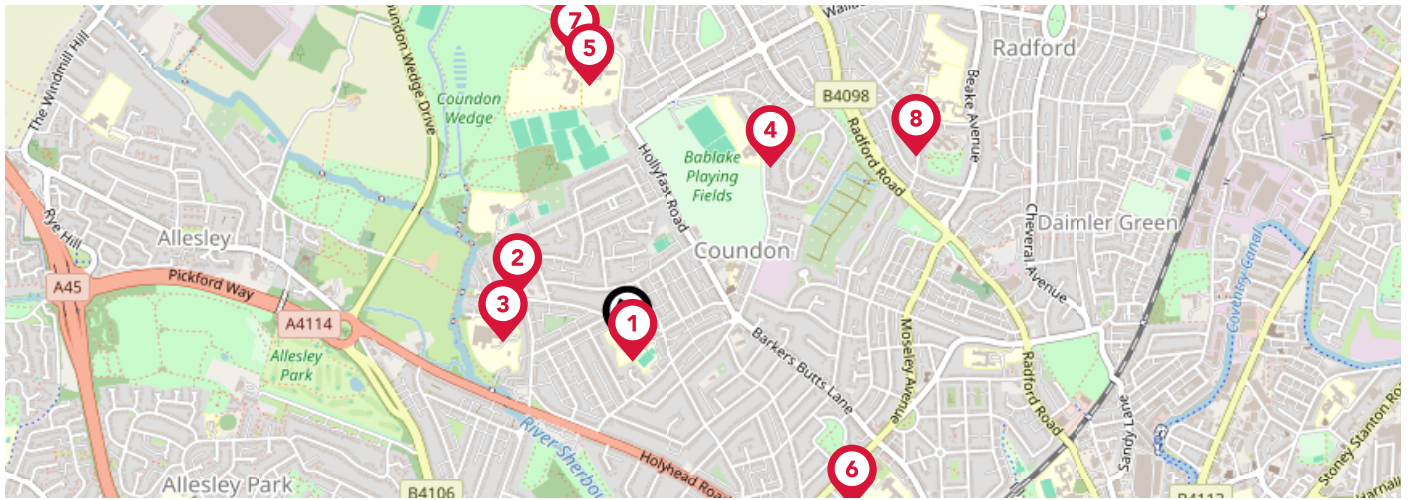 The Windmill Hill
Coundon Wedge Drive
Coundon
Wedge
7
5
4
B4098
8
Radford
Beake Avenue
Radford Road
Bablake
Playing
Fields
Hollyfast Road
Rye Hill
Allesley
2
3
1
Coundon
Daimler Green
Cheveral Avenue
Coventry Canal
A45
Pickford Way
A4114
Allesley
Park
Barkers Butts Lane
Moseley Avenue
Radford Road
Sandy Lane
River Sherbo
Holyhead Road
6
Allesley Park
B4106
Stoney Stanton Road